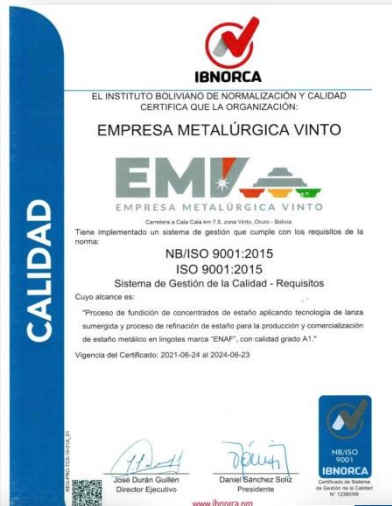 IBNORCA
EL INSTITUTO BOLIVIANO DE NORMALIZACIÓN Y CALIDAD
CERTIFICA QUE LA ORGANIZACIÓN:
EMPRESA METALÚRGICA VINTO
EMV
EMPRESA METALÚRGICA VINTO
Carretera a Cala Cala km 7.5, zona Vinto, Oruro - Bolivia.
Tiene implementado un sistema de gestión que cumple con los requisitos de la
norma:
NB/ISO 9001:2015
ISO 9001:2015
Sistema de Gestión de la Calidad - Requisitos
Cuyo alcance es:
"Proceso de fundición de concentrados de estaño aplicando tecnología de lanza
sumergida y proceso de refinación de estaño para la producción y comercialización
de estaño metálico en lingotes marca "ENAF", con calidad grado A1."
Vigencia del Certificado: 2021-06-24 al 2024-06-23
CALIDAD
José Durán Guillén
Director Ejecutivo
Daniel Sánchez Soliz
Presidente
www.ibnorca.org
NB/ISO
9001
IBNORCA
Certificado de Sistema
de Gestión de la Calidad